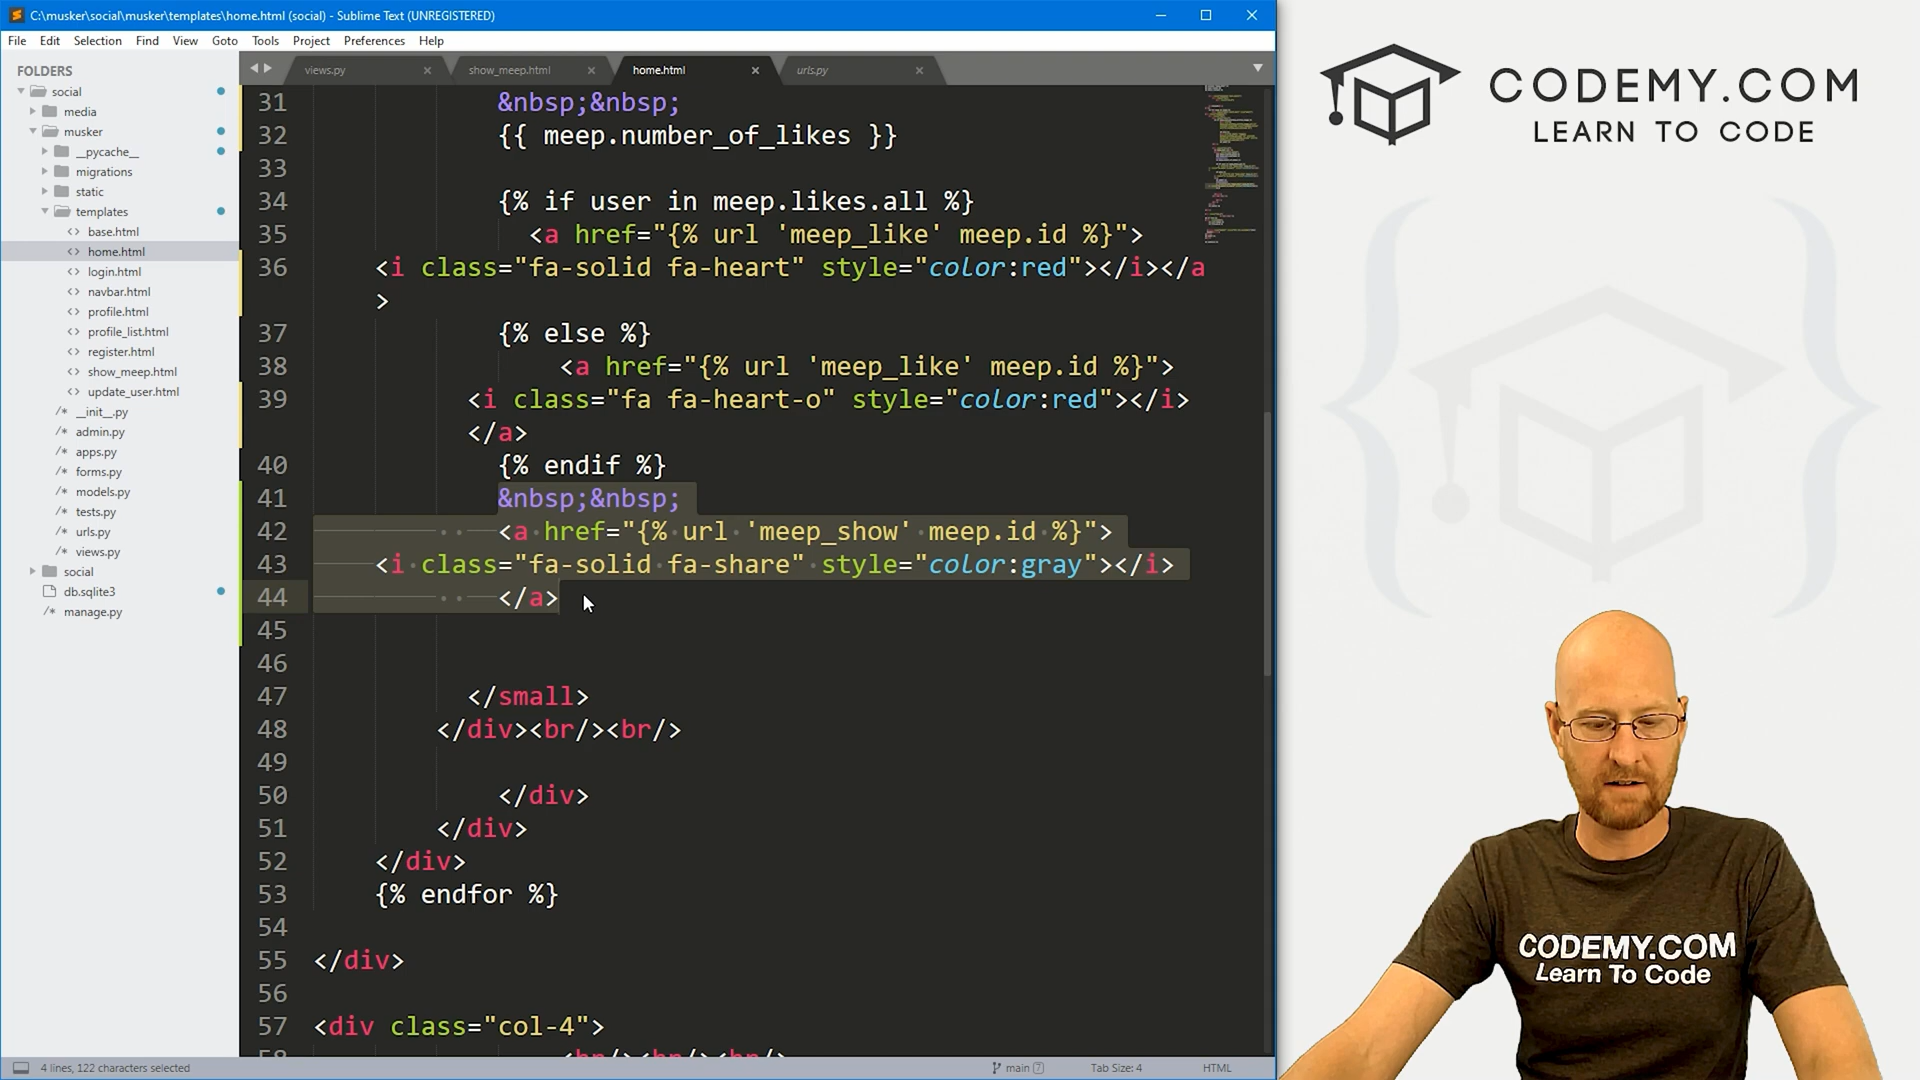 C:\musker\social\musker\templates\home.html (social) - Sublime Text (UNREGISTERED)
File Edit Selection Find View Goto Tools Project Preferences Help
FOLDERS
social
media
musker
__pycache__
migrations
static
templates
base.html
home.html
login.html
navbar.html
profile.html
profile_list.html
register.html
show_meep.html
update_user.html
__init__.py
admin.py
apps.py
forms.py
models.py
tests.py
urls.py
views.py
social
db.sqlite3
manage.py
views.py show_meep.html home.html urls.py
31 &nbsp;&nbsp;
32 {{ meep.number_of_likes }}
33
34 {% if user in meep.likes.all %}
35 <a href="{% url 'meep_like' meep.id %}">
36 <i class="fa-solid fa-heart" style="color:red"></i></a
>
37 {% else %}
38 <a href="{% url 'meep_like' meep.id %}">
39 <i class="fa fa-heart-o" style="color:red"></i>
</a>
40 {% endif %}
41 &nbsp;&nbsp;
42 <a href="{% url 'meep_show' meep.id %}">
43 <i class="fa-solid fa-share" style="color:gray"></i>
44 </a>
45
46
47 </small>
48 </div><br/><br/>
49
50 </div>
51 </div>
52 </div>
53 {% endfor %}
54
55 </div>
56
57 <div class="col-4">
58 <br/><br/><br/>
4 lines, 122 characters selected
main 7
Tab Size: 4
HTML
CODEMY.COM
LEARN TO CODE
CODEMY.COM
Learn To Code